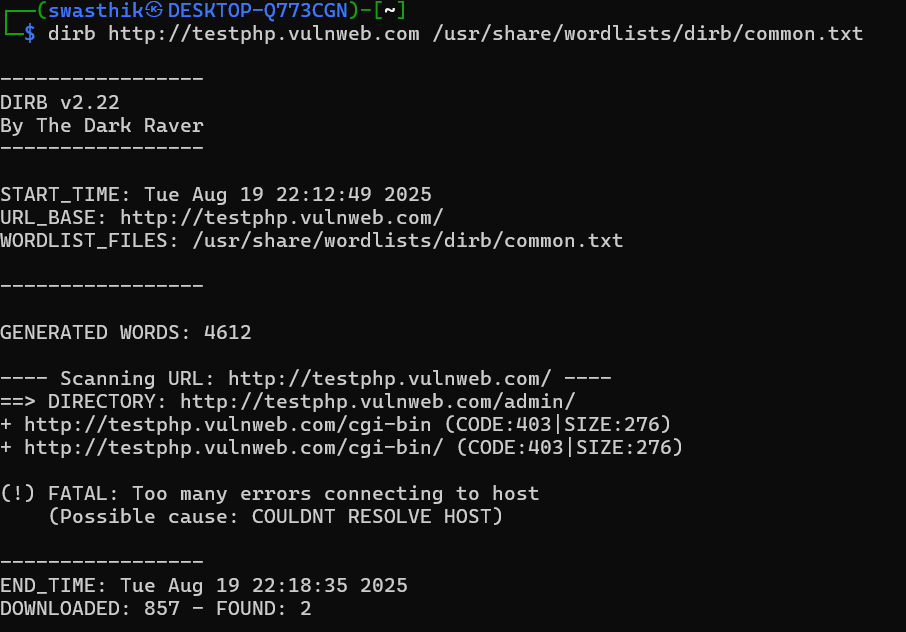 ┌──(swasthik㉿DESKTOP-Q773CGN)-[~]
└─$ dirb http://testphp.vulnweb.com /usr/share/wordlists/dirb/common.txt
-----------------
DIRB v2.22
By The Dark Raver
-----------------
START_TIME: Tue Aug 19 22:12:49 2025
URL_BASE: http://testphp.vulnweb.com/
WORDLIST_FILES: /usr/share/wordlists/dirb/common.txt
-----------------
GENERATED WORDS: 4612
---- Scanning URL: http://testphp.vulnweb.com/ ----
==> DIRECTORY: http://testphp.vulnweb.com/admin/
+ http://testphp.vulnweb.com/cgi-bin (CODE:403|SIZE:276)
+ http://testphp.vulnweb.com/cgi-bin/ (CODE:403|SIZE:276)
(!) FATAL: Too many errors connecting to host
(Possible cause: COULDNT RESOLVE HOST)
-----------------
END_TIME: Tue Aug 19 22:18:35 2025
DOWNLOADED: 857 - FOUND: 2